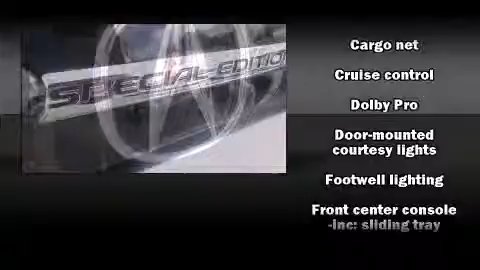 SPECIAL EDITION
Cargo net
Cruise control
Dolby Pro
Door-mounted
courtesy lights
Footwell lighting
Front center console
-inc: sliding tray